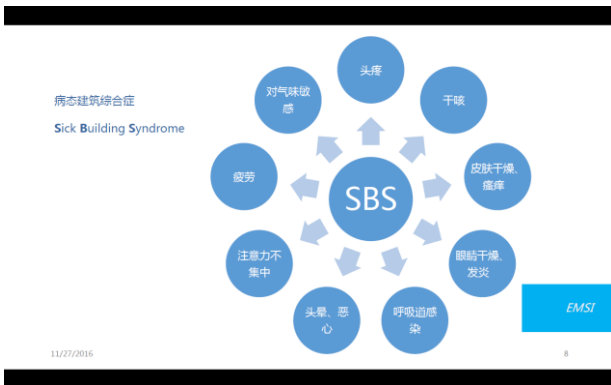 病态建筑综合症
Sick Building Syndrome
SBS
头疼
干咳
皮肤干燥、
瘙痒
眼睛干燥、
发炎
呼吸道感
染
头晕、恶
心
注意力不
集中
疲劳
对气味敏
感
EMSI
11/27/2016
8